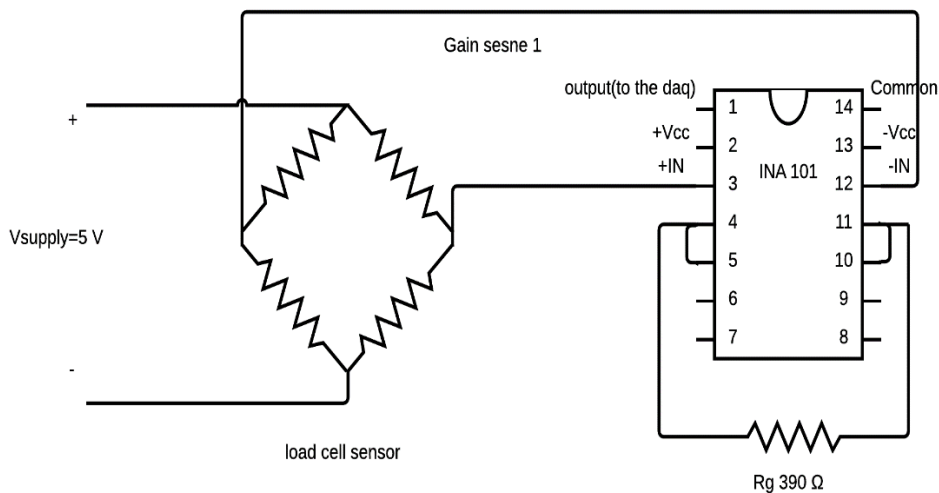 Gain sesne 1
output(to the daq)
Common
+
1
14
+Vcc
-Vcc
2
13
+IN
-IN
INA 101
3
12
4
11
Vsupply=5 V
5
10
6
9
7
8
-
load cell sensor
Rg 390 Ω